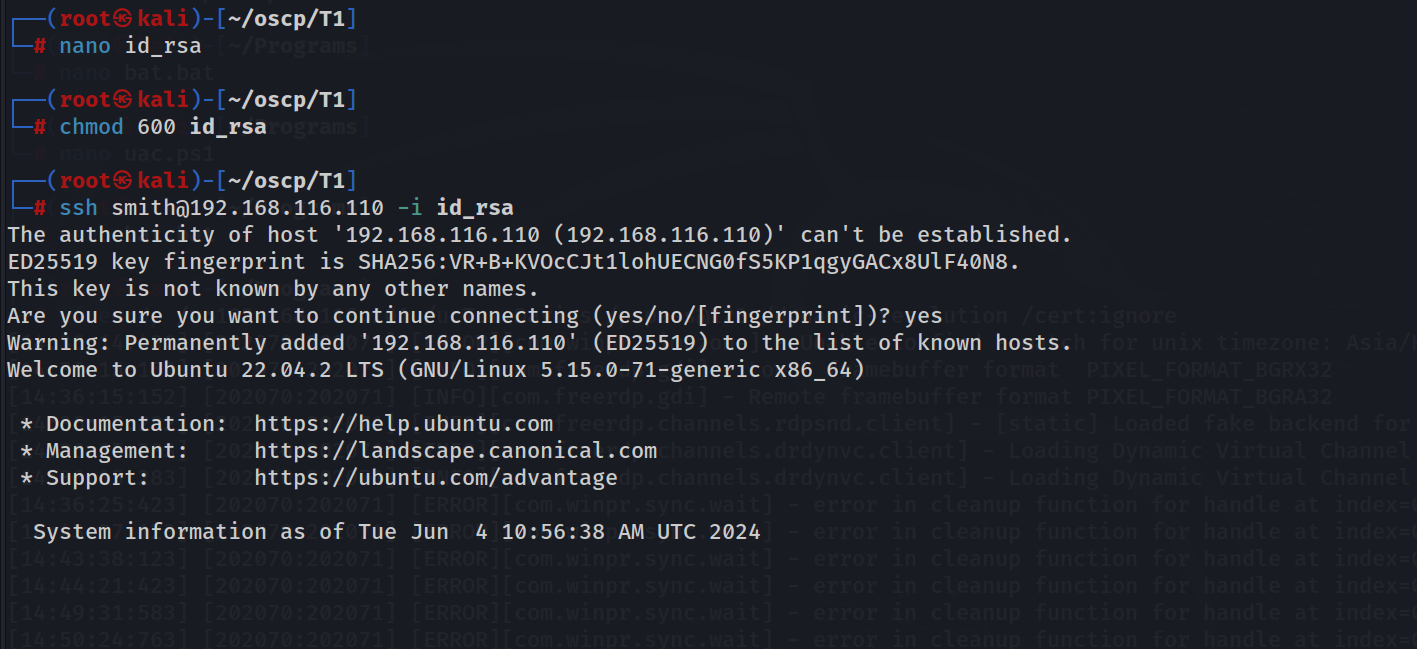 ┌──(root㉿kali)-[~/oscp/T1]
└─# nano id_rsa
┌──(root㉿kali)-[~/oscp/T1]
└─# chmod 600 id_rsa
┌──(root㉿kali)-[~/oscp/T1]
└─# ssh smith@192.168.116.110 -i id_rsa
The authenticity of host '192.168.116.110 (192.168.116.110)' can't be established.
ED25519 key fingerprint is SHA256:VR+B+KVOcCJt1lohUECNG0fS5KP1qgyGACx8UlF40N8.
This key is not known by any other names.
Are you sure you want to continue connecting (yes/no/[fingerprint])? yes
Warning: Permanently added '192.168.116.110' (ED25519) to the list of known hosts.
Welcome to Ubuntu 22.04.2 LTS (GNU/Linux 5.15.0-71-generic x86_64)
 * Documentation:  https://help.ubuntu.com
 * Management:     https://landscape.canonical.com
 * Support:        https://ubuntu.com/advantage
  System information as of Tue Jun  4 10:56:38 AM UTC 2024